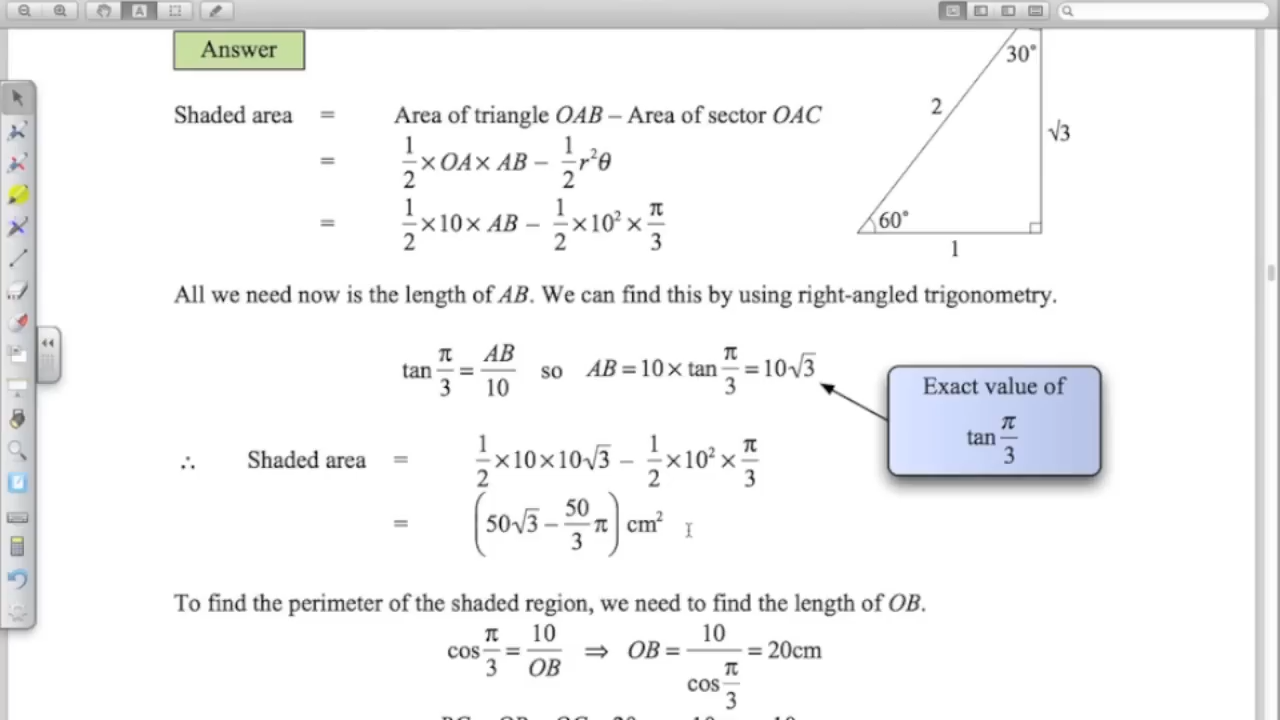 Answer
30°
2
√3
60°
1
Shaded area = Area of triangle OAB – Area of sector OAC
= 1/2 × OA × AB – 1/2 r²θ
= 1/2 × 10 × AB – 1/2 × 10² × π/3
All we need now is the length of AB. We can find this by using right-angled trigonometry.
tan π/3 = AB/10 so AB = 10 × tan π/3 = 10√3
Exact value of
tan π/3
∴ Shaded area = 1/2 × 10 × 10√3 – 1/2 × 10² × π/3
= (50√3 – 50/3 π) cm²
To find the perimeter of the shaded region, we need to find the length of OB.
cos π/3 = 10/OB ⇒ OB = 10/cos π/3 = 20cm